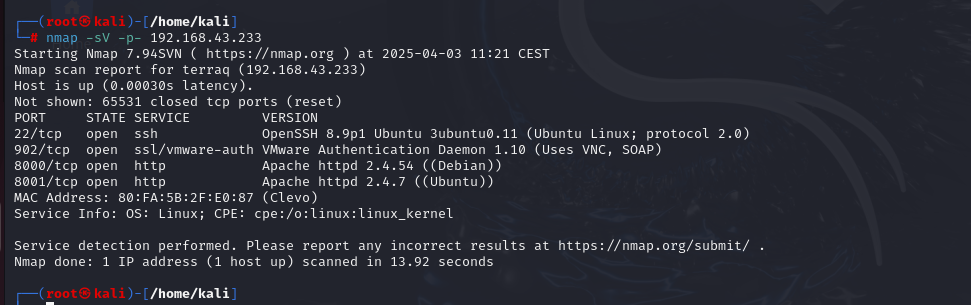 ┌──(root㉿kali)-[/home/kali]
└─# nmap -sV -p- 192.168.43.233
Starting Nmap 7.94SVN ( https://nmap.org ) at 2025-04-03 11:21 CEST
Nmap scan report for terraq (192.168.43.233)
Host is up (0.00030s latency).
Not shown: 65531 closed tcp ports (reset)
PORT     STATE SERVICE         VERSION
22/tcp   open  ssh             OpenSSH 8.9p1 Ubuntu 3ubuntu0.11 (Ubuntu Linux; protocol 2.0)
902/tcp  open  ssl/vmware-auth VMware Authentication Daemon 1.10 (Uses VNC, SOAP)
8000/tcp open  http            Apache httpd 2.4.54 ((Debian))
8001/tcp open  http            Apache httpd 2.4.7 ((Ubuntu))
MAC Address: 80:FA:5B:2F:E0:87 (Clevo)
Service Info: OS: Linux; CPE: cpe:/o:linux:linux_kernel

Service detection performed. Please report any incorrect results at https://nmap.org/submit/ .
Nmap done: 1 IP address (1 host up) scanned in 13.92 seconds

┌──(root㉿kali)-[/home/kali]